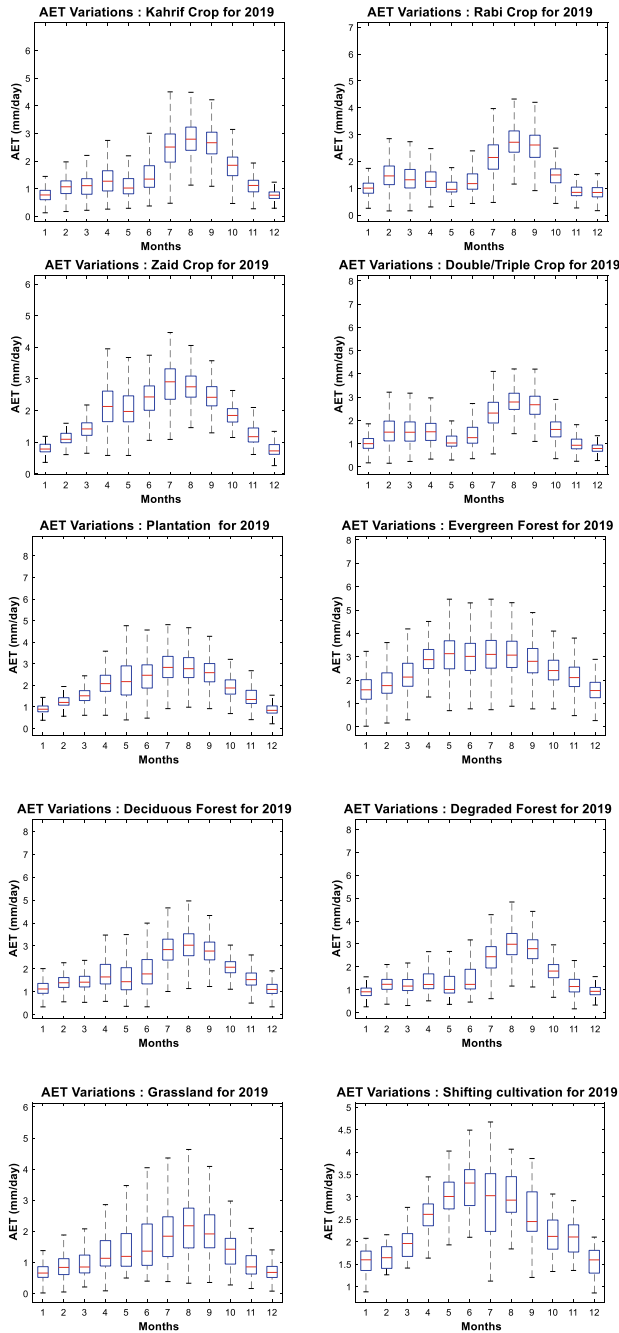 AET Variations : Kahrif Crop for 2019
AET (mm/day)
6
5
4
3
2
1
0
1 2 3 4 5 6 7 8 9 10 11 12
Months
AET Variations : Rabi Crop for 2019
AET (mm/day)
7
6
5
4
3
2
1
0
1 2 3 4 5 6 7 8 9 10 11 12
Months
AET Variations : Zaid Crop for 2019
AET (mm/day)
6
5
4
3
2
1
0
1 2 3 4 5 6 7 8 9 10 11 12
Months
AET Variations : Double/Triple Crop for 2019
AET (mm/day)
8
7
6
5
4
3
2
1
0
1 2 3 4 5 6 7 8 9 10 11 12
Months
AET Variations : Plantation for 2019
AET (mm/day)
8
7
6
5
4
3
2
1
0
1 2 3 4 5 6 7 8 9 10 11 12
Months
AET Variations : Evergreen Forest for 2019
AET (mm/day)
8
7
6
5
4
3
2
1
0
1 2 3 4 5 6 7 8 9 10 11 12
Months
AET Variations : Deciduous Forest for 2019
AET (mm/day)
8
7
6
5
4
3
2
1
0
1 2 3 4 5 6 7 8 9 10 11 12
Months
AET Variations : Degraded Forest for 2019
AET (mm/day)
8
7
6
5
4
3
2
1
0
1 2 3 4 5 6 7 8 9 10 11 12
Months
AET Variations : Grassland for 2019
AET (mm/day)
6
5
4
3
2
1
0
1 2 3 4 5 6 7 8 9 10 11 12
Months
AET Variations : Shifting cultivation for 2019
AET (mm/day)
5
4.5
4
3.5
3
2.5
2
1.5
1
1 2 3 4 5 6 7 8 9 10 11 12
Months